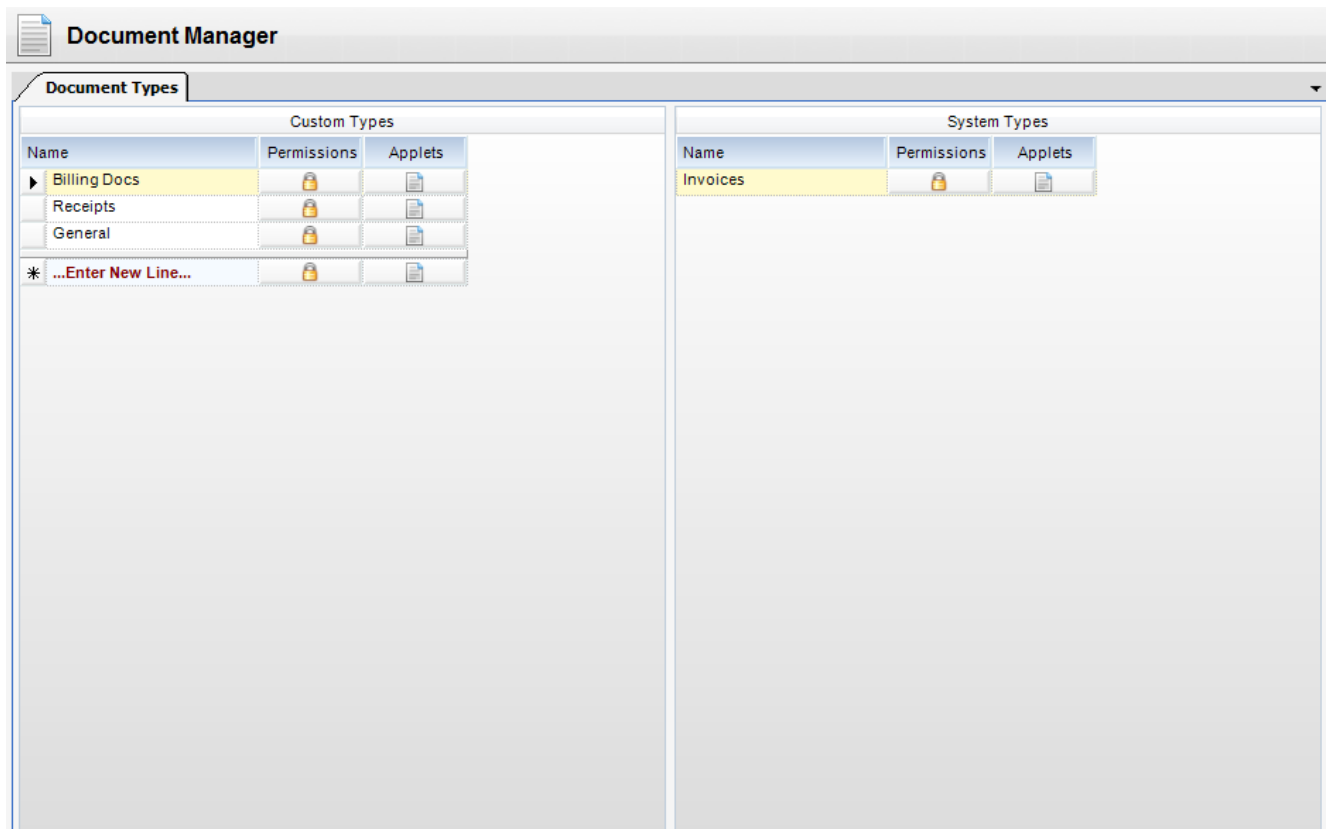 Document Manager
Document Types
Custom Types
Name Permissions Applets
Billing Docs
Receipts
General
...Enter New Line...
System Types
Name Permissions Applets
Invoices